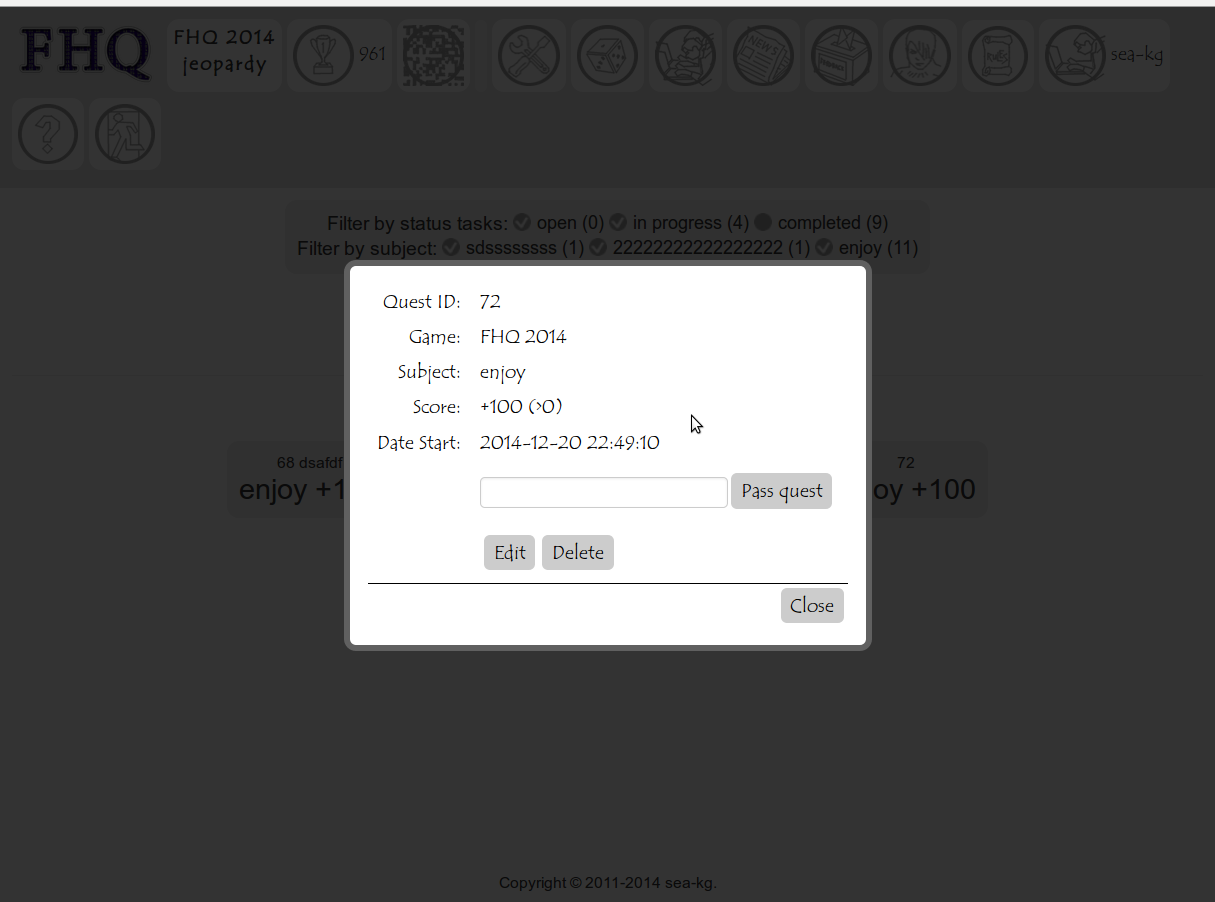 FHQ
FHQ 2014
jeopardy
961
NEWS
sea-kg
Filter by status tasks: open (0) in progress (4) completed (9)
Filter by subject: sdssssssss (1) 22222222222222222 (1) enjoy (11)
Quest ID: 72
Game: FHQ 2014
Subject: enjoy
Score: +100 (>0)
Date Start: 2014-12-20 22:49:10
68 dsafdf
enjoy +1
72
oy +100
Pass quest
Edit Delete
Close
Copyright © 2011-2014 sea-kg.